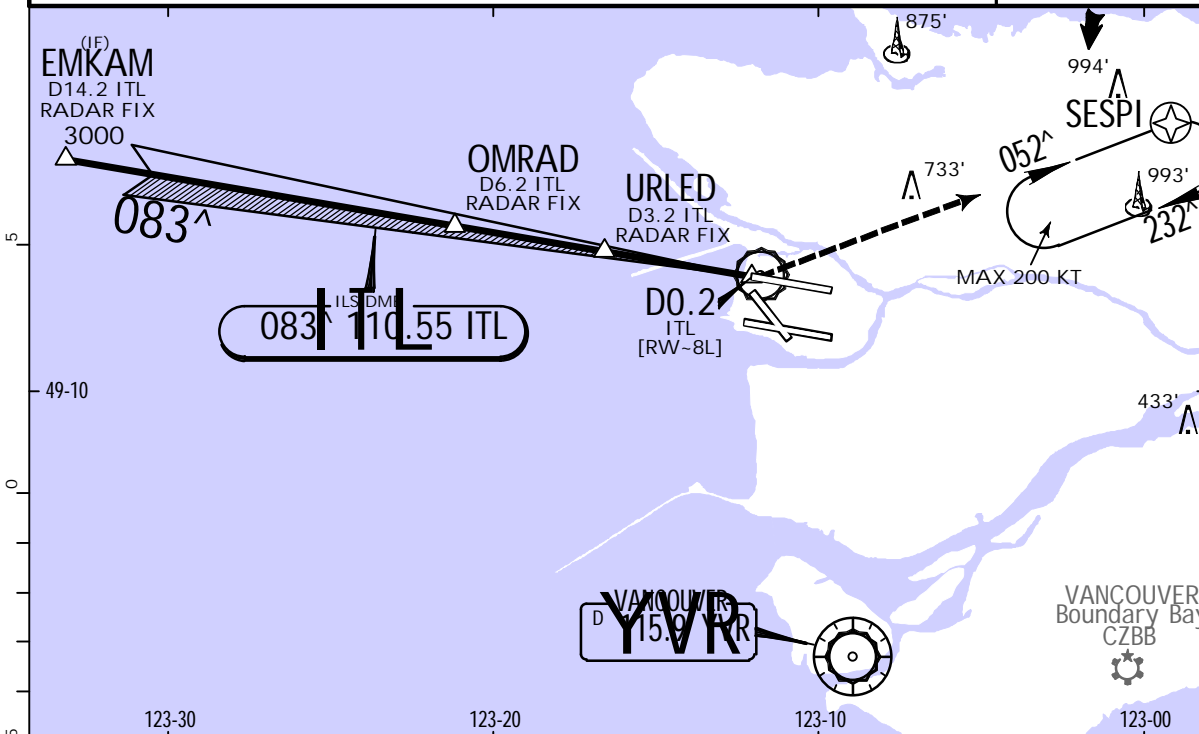 875'
(IF)
EMKAM
D14.2 ITL
RADAR FIX
3000
994'
SESPI
OMRAD
D6.2 ITL
RADAR FIX
052^
URLED
D3.2 ITL
RADAR FIX
733'
993'
083^
232^
5
MAX 200 KT
ILS DME
083^ 110.55 ITL
ITL
D0.2
ITL
[RW~8L]
49-10
433'
0
VANCOUVER
D 115.9 YVR
YVR
VANCOUVER
Boundary Bay
CZBB
5
123-30
123-20
123-10
123-00